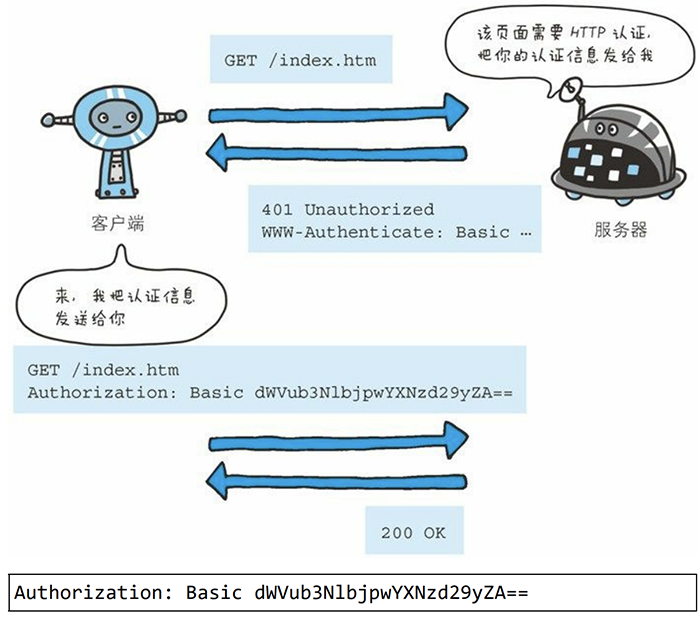 GET /index.htm
该页面需要 HTTP 认证,
把你的认证信息发给我
客户端
401 Unauthorized
WWW-Authenticate: Basic …
服务器
来, 我把认证信息
发送给你
GET /index.htm
Authorization: Basic dWVub3NlbjpwYXNzd29yZA==
200 OK
Authorization: Basic dWVub3NlbjpwYXNzd29yZA==